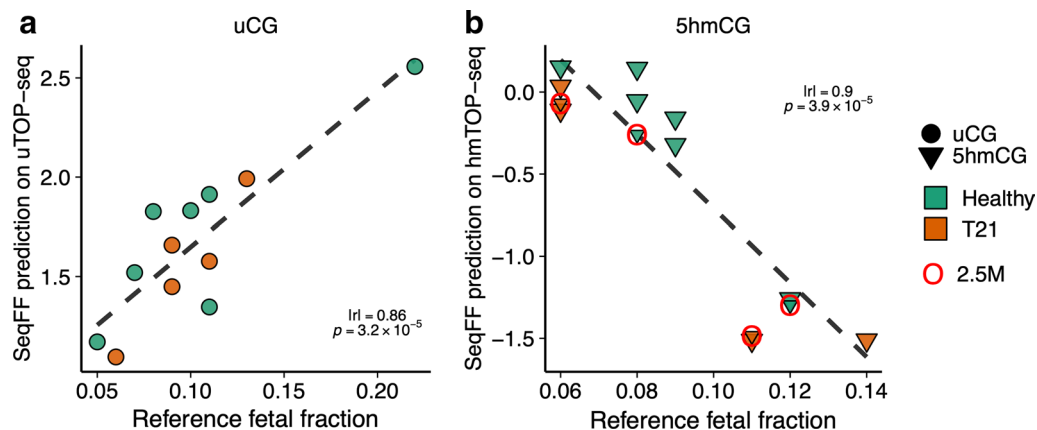 a
uCG
SeqFF prediction on uTOP−seq
2.5
2.0
1.5
|r| = 0.86
p = 3.2 × 10−5
0.05
0.10
0.15
0.20
Reference fetal fraction
b
5hmCG
SeqFF prediction on hmTOP−seq
0.0
−0.5
−1.0
−1.5
|r| = 0.9
p = 3.9 × 10−5
0.06
0.08
0.10
0.12
0.14
Reference fetal fraction
uCG
5hmCG
Healthy
T21
2.5M